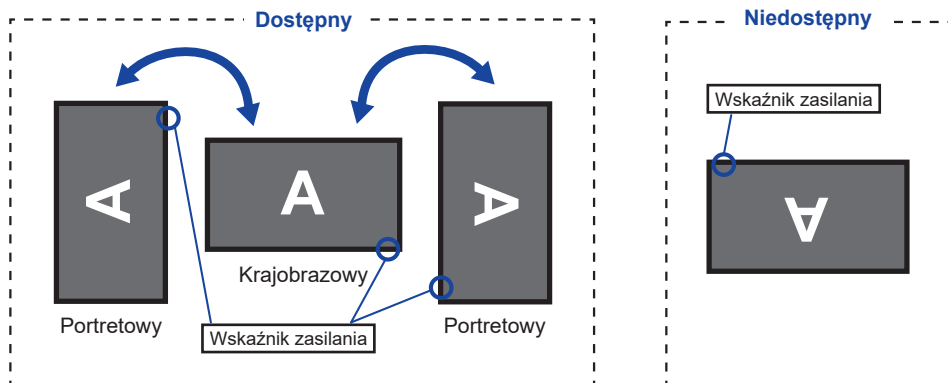 Dostępny
A
A
A
Krajobrazowy
Portretowy
Wskaźnik zasilania
Portretowy
Niedostępny
Wskaźnik zasilania
A